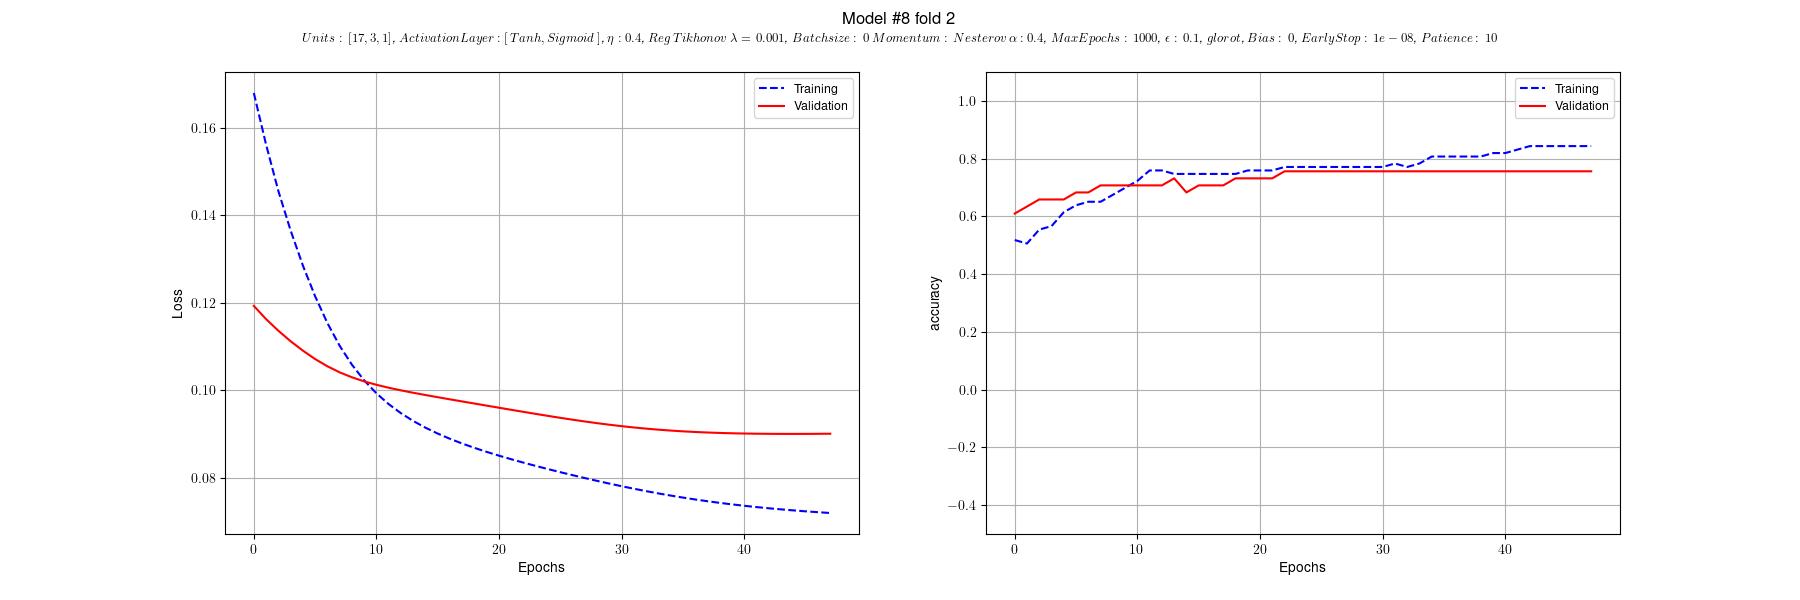 Model #8 fold 2
Units : [17, 3, 1], ActivationLayer : [ Tanh, Sigmoid ], η : 0.4, Reg Tikhonov λ = 0.001, Batchsize : 0 Momentum : Nesterov α : 0.4, MaxEpochs : 1000, ϵ : 0.1, glorot, Bias : 0, EarlyStop : 1e − 08, Patience : 10
Training
Validation
0.16
0.14
0.12
0.10
0.08
Loss
0 10 20 30 40
Epochs
Training
Validation
1.0
0.8
0.6
0.4
0.2
0.0
−0.2
−0.4
accuracy
0 10 20 30 40
Epochs